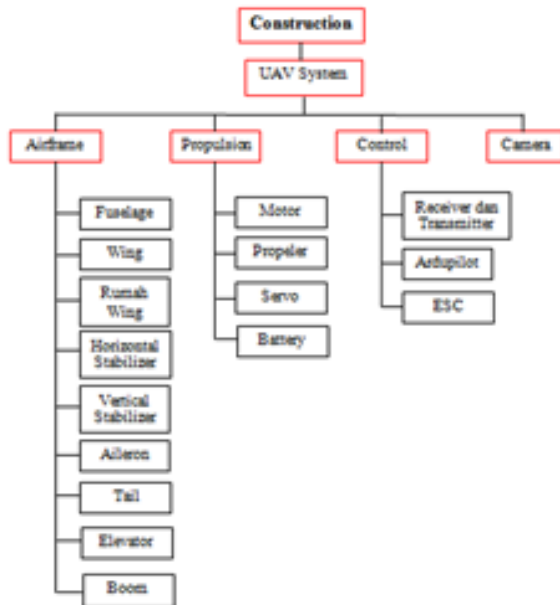 Construction
UAV System
Airframe
Propulsion
Control
Camera
Fuselage
Wing
Rumah
Wing
Horizontal
Stabilizer
Vertical
Stabilizer
Aileron
Tail
Elevator
Boom
Motor
Propeler
Servo
Battery
Receiver dan
Transmitter
Ardupilot
ESC